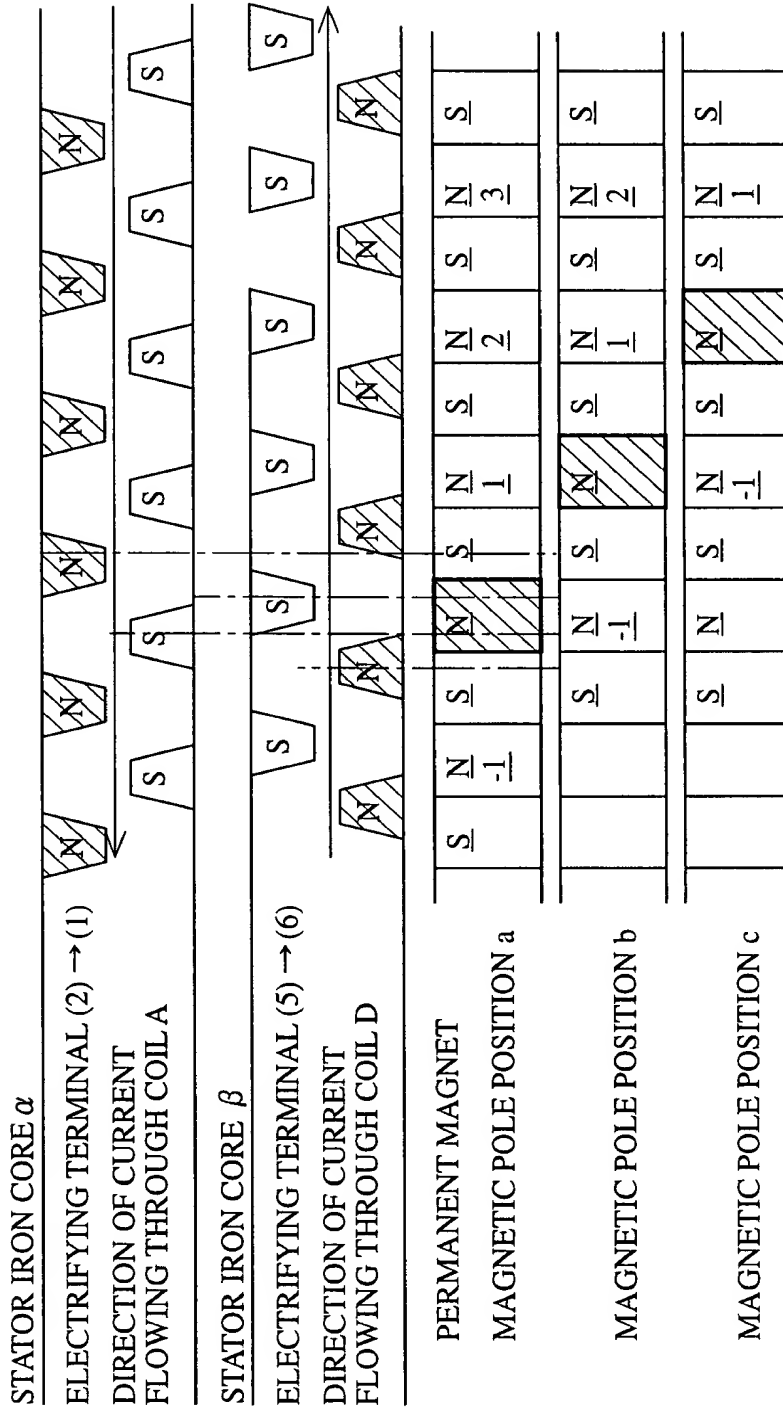 STATOR IRON CORE α
N N N N N N
ELECTRIFYING TERMINAL (2) → (1)
DIRECTION OF CURRENT
FLOWING THROUGH COIL A
S S S S S S
STATOR IRON CORE β
S S S S S S
ELECTRIFYING TERMINAL (5) → (6)
DIRECTION OF CURRENT
FLOWING THROUGH COIL D
N N N N N N
PERMANENT MAGNET
S N S N S N S N S N S
-1 1 2 3
MAGNETIC POLE POSITION a
S N S N S N S N S
-1 1 2
MAGNETIC POLE POSITION b
S N S N S N S N S
-1 1
MAGNETIC POLE POSITION c